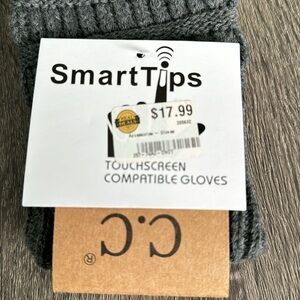 SmartTips
$17.99
TOUCHSCREEN
COMPATIBLE GLOVES
C.C
®